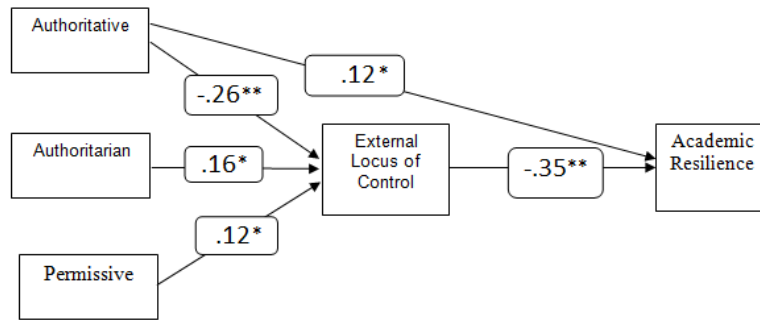 Authoritative
.12*
-.26**
Authoritarian
.16*
External
Locus of
Control
-.35**
Academic
Resilience
.12*
Permissive